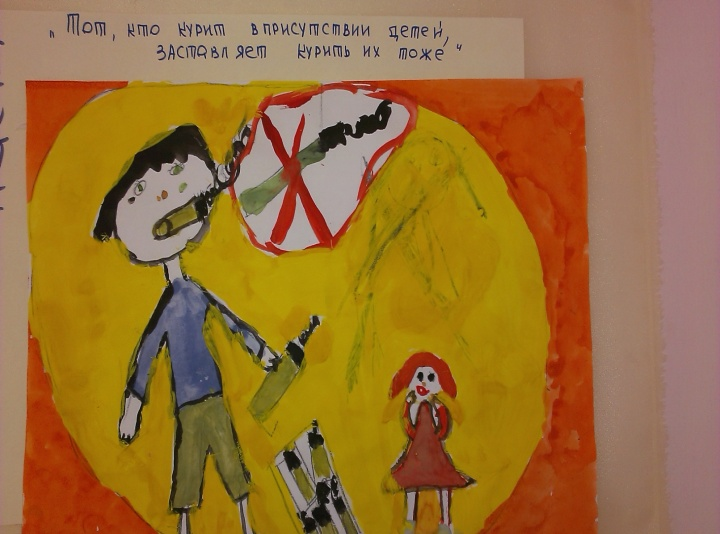 „Тот, кто курит в присутствии детей,
заставляет курить их тоже“